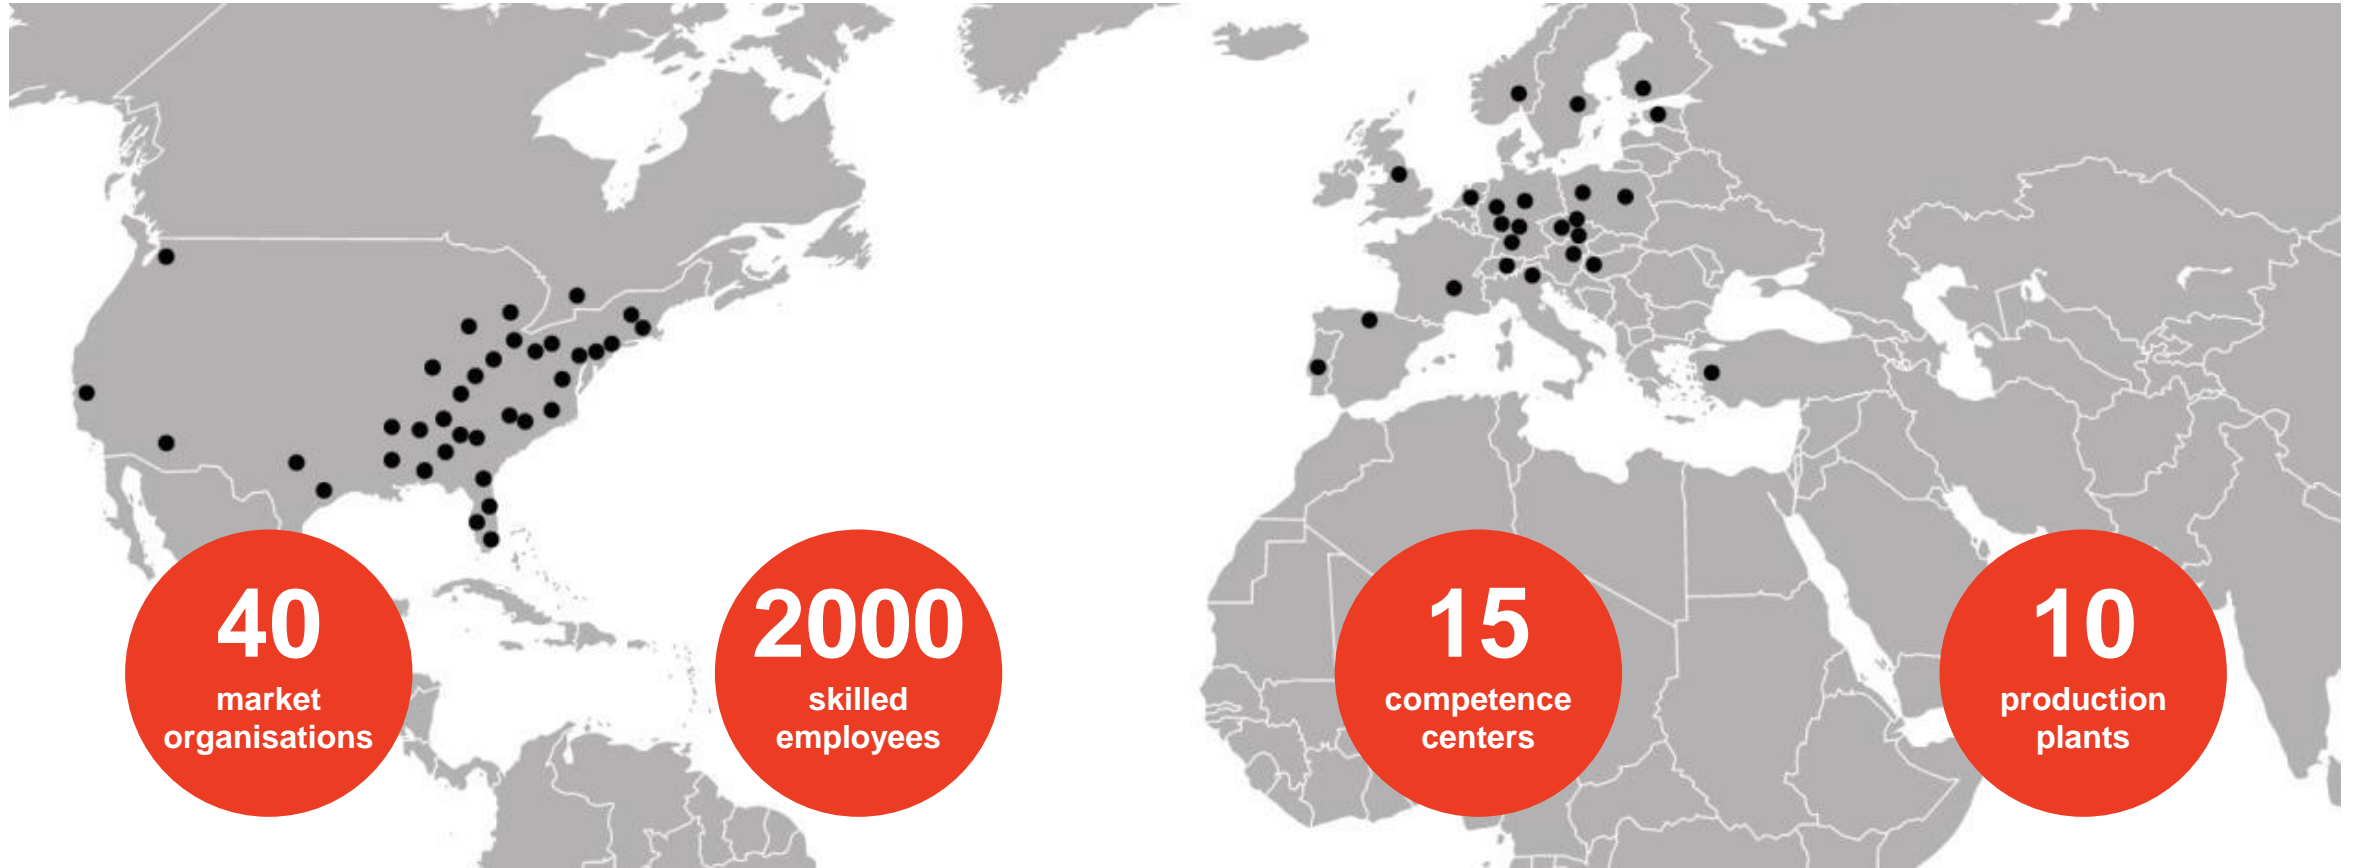 40
market
organisations
2000
skilled
employees
15
competence
centers
10
production
plants